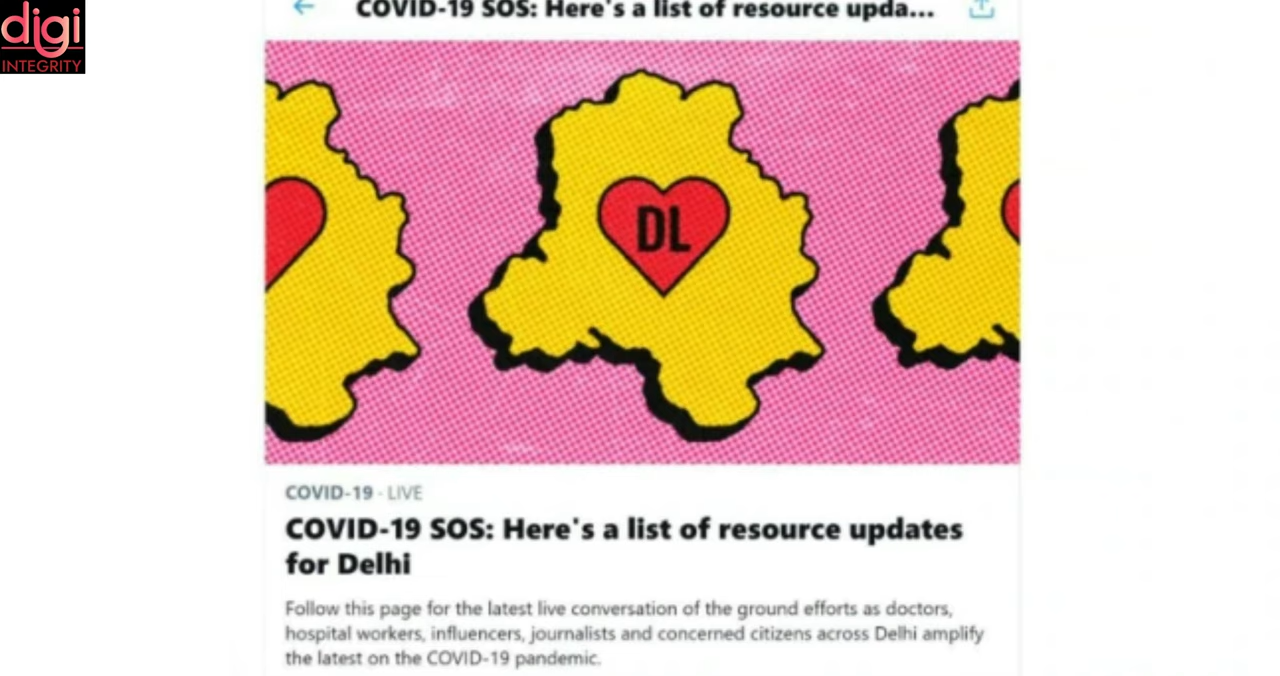 digi
INTEGRITY
COVID-19 SOS: Here's a list of resource upda...
DL
COVID-19 · LIVE
COVID-19 SOS: Here's a list of resource updates
for Delhi
Follow this page for the latest live conversation of the ground efforts as doctors,
hospital workers, influencers, journalists and concerned citizens across Delhi amplify
the latest on the COVID-19 pandemic.